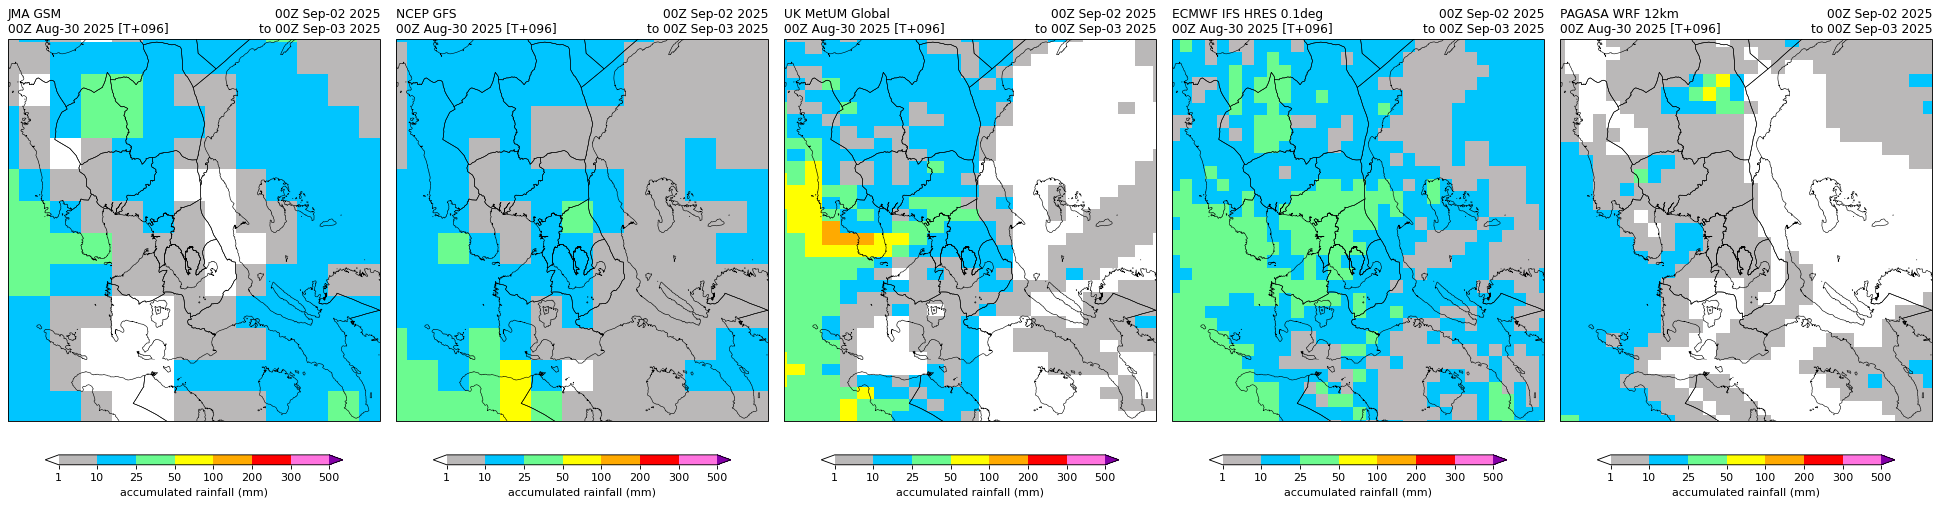 JMA GSM 00Z Sep-02 2025
00Z Aug-30 2025 [T+096] to 00Z Sep-03 2025
NCEP GFS 00Z Sep-02 2025
00Z Aug-30 2025 [T+096] to 00Z Sep-03 2025
UK MetUM Global 00Z Sep-02 2025
00Z Aug-30 2025 [T+096] to 00Z Sep-03 2025
ECMWF IFS HRES 0.1deg 00Z Sep-02 2025
00Z Aug-30 2025 [T+096] to 00Z Sep-03 2025
PAGASA WRF 12km 00Z Sep-02 2025
00Z Aug-30 2025 [T+096] to 00Z Sep-03 2025
1 10 25 50 100 200 300 500
accumulated rainfall (mm)
1 10 25 50 100 200 300 500
accumulated rainfall (mm)
1 10 25 50 100 200 300 500
accumulated rainfall (mm)
1 10 25 50 100 200 300 500
accumulated rainfall (mm)
1 10 25 50 100 200 300 500
accumulated rainfall (mm)